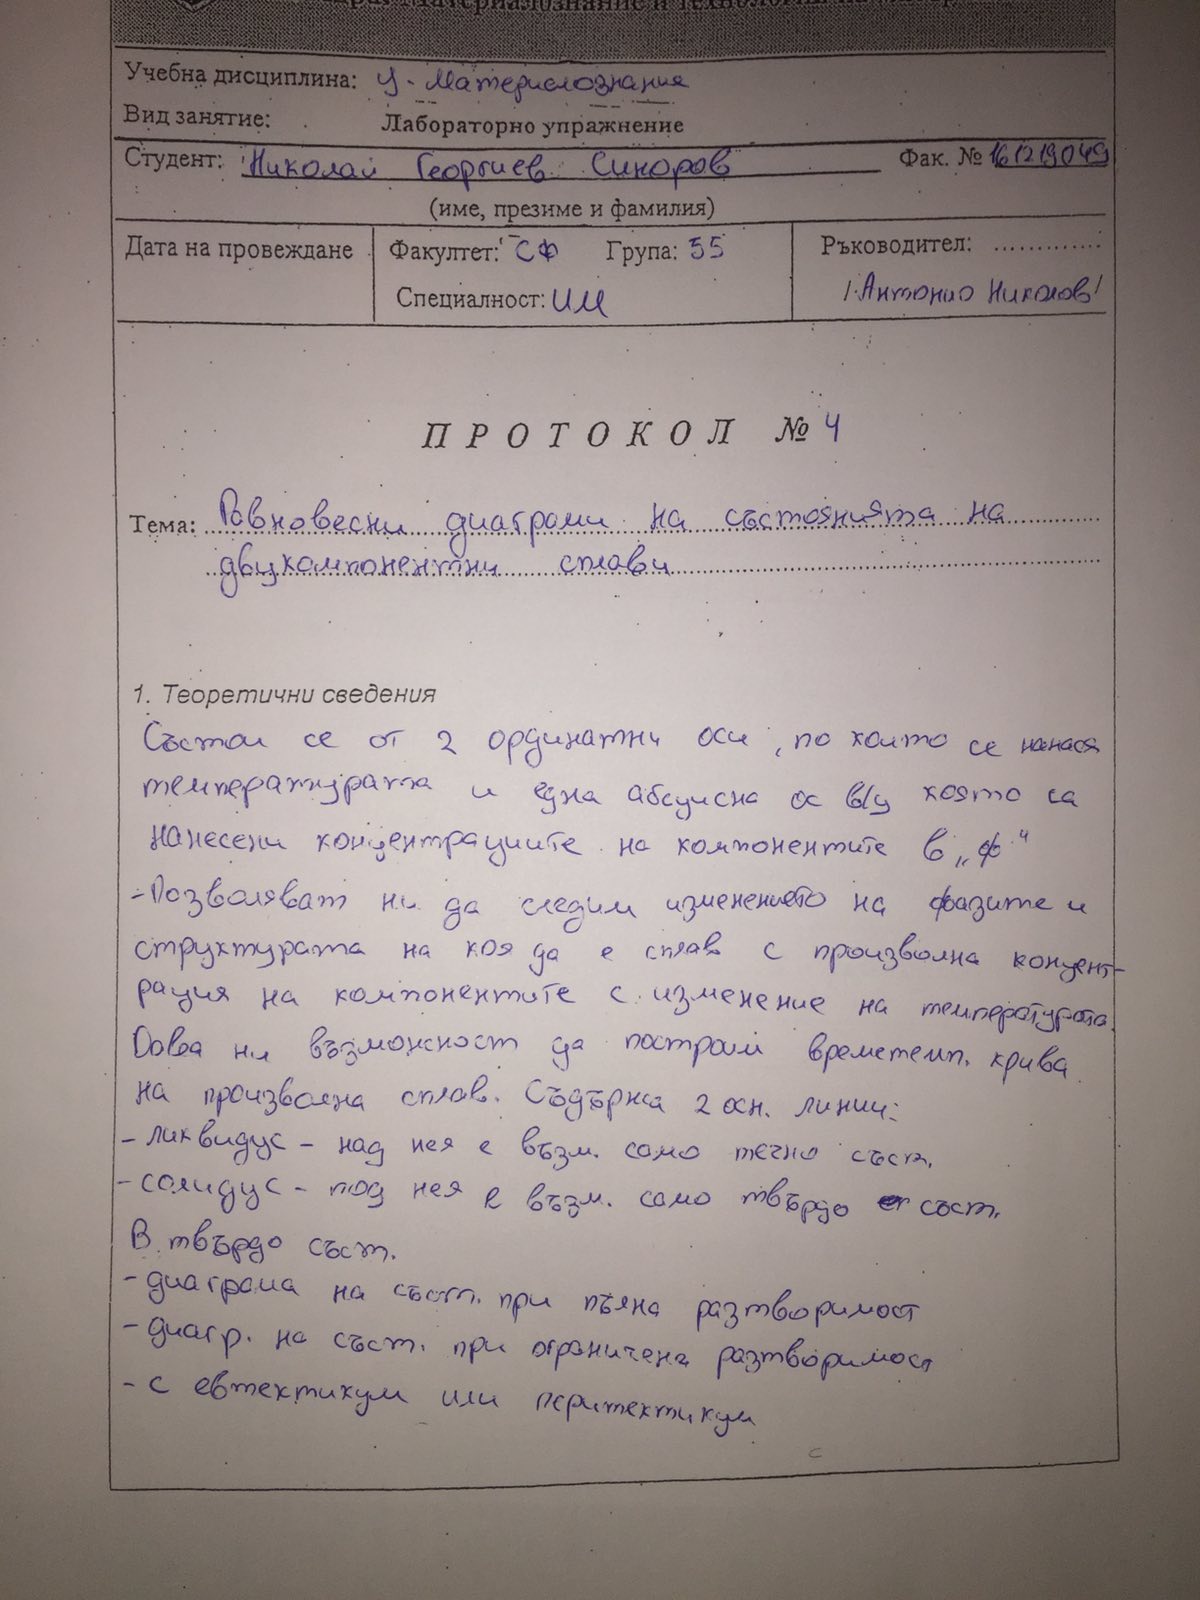 Материалознание и технология на матер
Учебна дисциплина: У-Материалознания
Вид занятие: Лабораторно упражнение
Студент: Николай Георгиев Синоров Фак. № 161219049
(име, презиме и фамилия)
Дата на провеждане Факултет: СФ Група: 55 Ръководител: .............
Специалност: ИМ /Антонио Николов/
ПРОТОКОЛ № 4
Тема: Равновесни диаграми на състоянията на
двукомпонентни сплави
1. Теоретични сведения
Състои се от 2 ординатни оси, по които се нанася
температурата и една абсцисна ос в/у която са
нанесени концентрациите на компонентите в „ф"
- Позволяват ни да следим изменението на фазите и
структурата на коя да е сплав с произволна концент-
рация на компонентите с изменение на температурата.
Дава ни възможност да построим времетемп. крива
на произволна сплав. Съдържа 2 осн. линии:
- ликвидус - над нея е възм. само течно съст.
- солидус - под нея е възм. само твърдо съст.
В твърдо съст.
- диаграма на съст. при пълна разтворимост
- диагр. на съст. при ограничена разтворимост
- с евтектикум или перитектикум